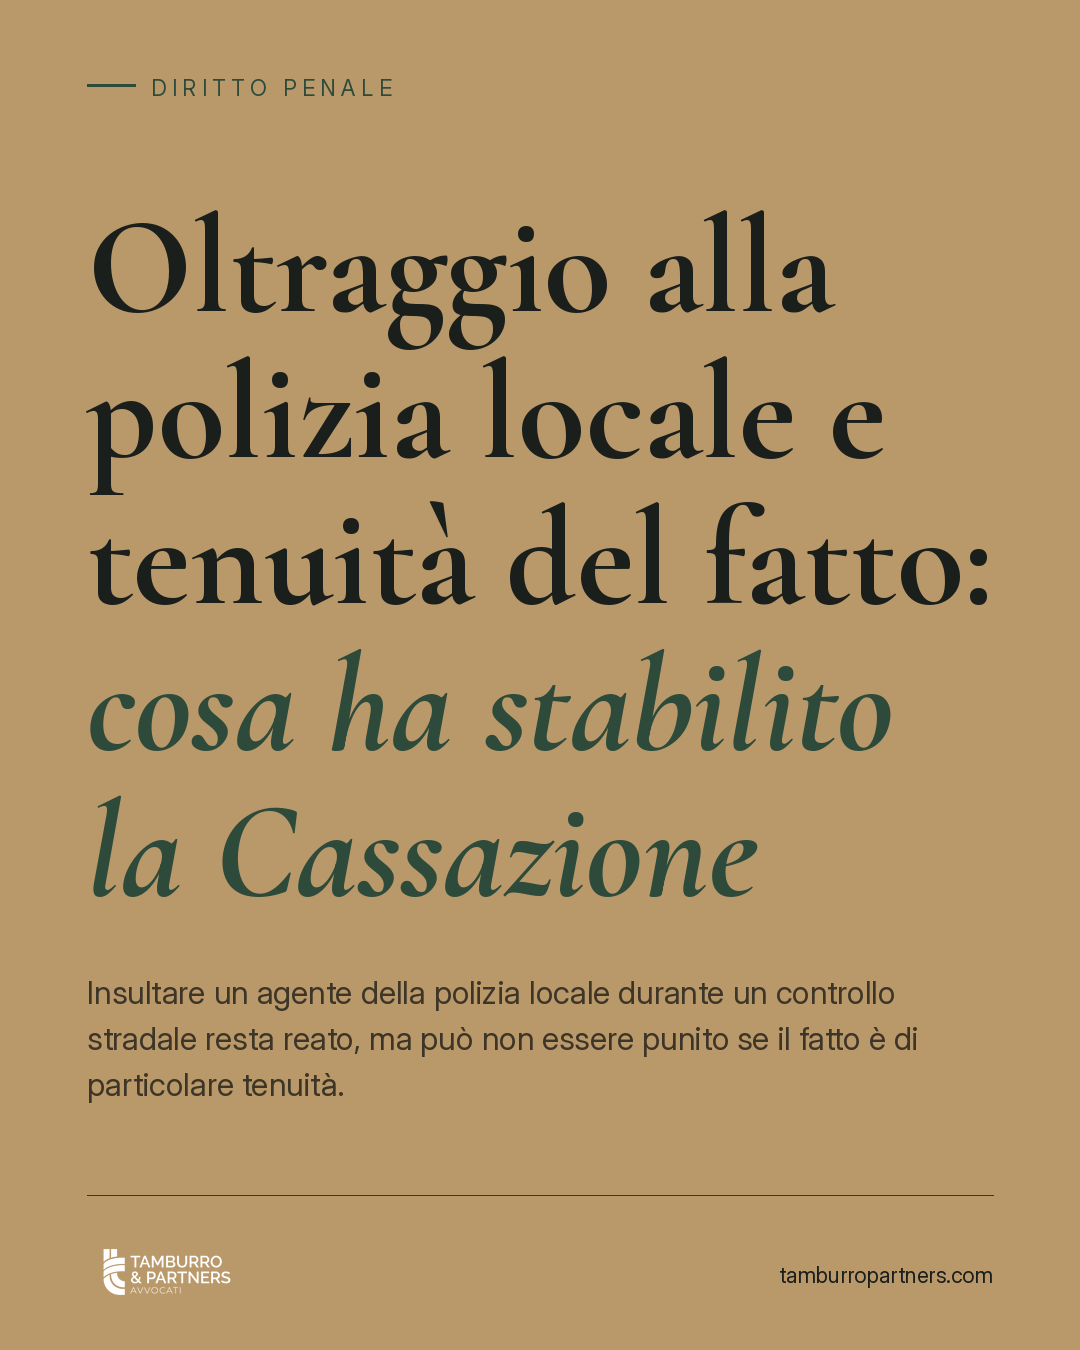 DIRITTO PENALE
Oltraggio alla
polizia locale e
tenuità del fatto:
cosa ha stabilito
la Cassazione
Insultare un agente della polizia locale durante un controllo
stradale resta reato, ma può non essere punito se il fatto è di
particolare tenuità.
TAMBURRO
& PARTNERS
AVVOCATI
tamburropartners.com